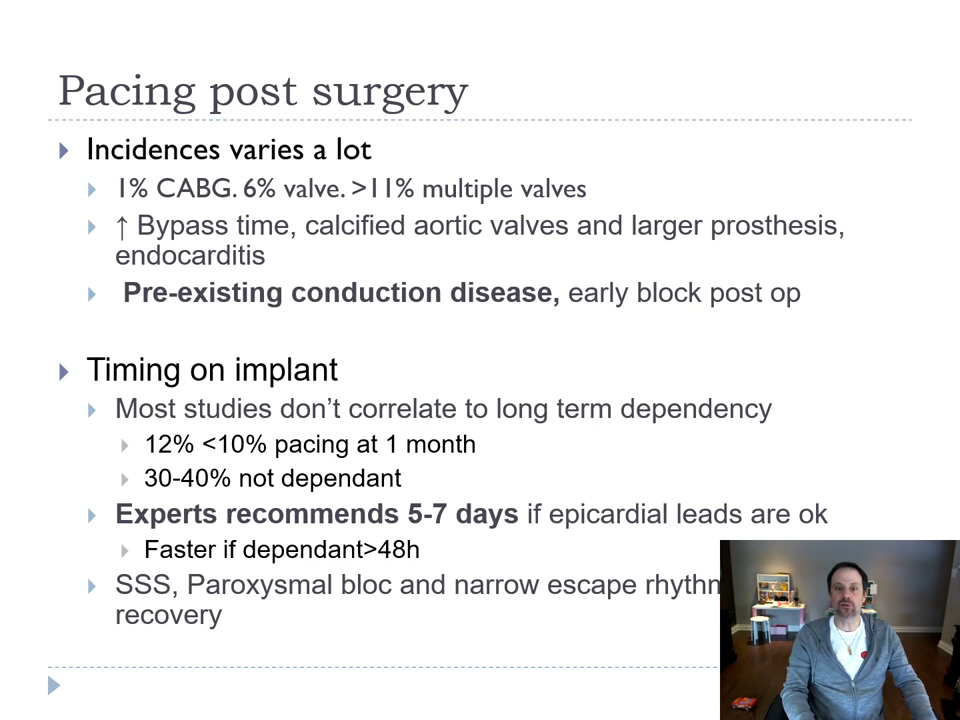 Pacing post surgery
Incidences varies a lot
1% CABG. 6% valve. >11% multiple valves
↑ Bypass time, calcified aortic valves and larger prosthesis,
endocarditis
Pre-existing conduction disease, early block post op
Timing on implant
Most studies don’t correlate to long term dependency
12% <10% pacing at 1 month
30-40% not dependant
Experts recommends 5-7 days if epicardial leads are ok
Faster if dependant>48h
SSS, Paroxysmal bloc and narrow escape
recovery